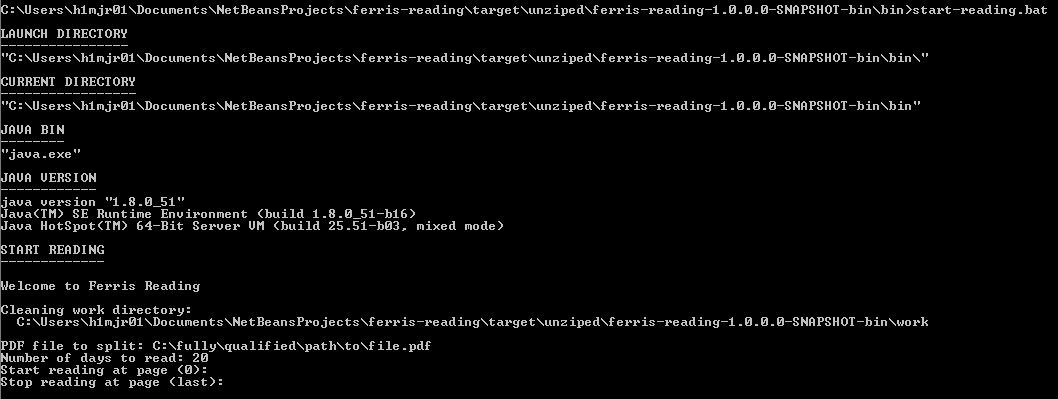 C:\Users\h1mjr01\Documents\NetBeansProjects\ferris-reading\target\unziped\ferris-reading-1.0.0.0-SNAPSHOT-bin\bin>start-reading.bat
LAUNCH DIRECTORY
----------------
"C:\Users\h1mjr01\Documents\NetBeansProjects\ferris-reading\target\unziped\ferris-reading-1.0.0.0-SNAPSHOT-bin\bin\"
CURRENT DIRECTORY
-----------------
"C:\Users\h1mjr01\Documents\NetBeansProjects\ferris-reading\target\unziped\ferris-reading-1.0.0.0-SNAPSHOT-bin\bin"
JAVA BIN
--------
"java.exe"
JAVA VERSION
------------
java version "1.8.0_51"
Java(TM) SE Runtime Environment (build 1.8.0_51-b16)
Java HotSpot(TM) 64-Bit Server VM (build 25.51-b03, mixed mode)
START READING
-------------
Welcome to Ferris Reading
Cleaning work directory:
  C:\Users\h1mjr01\Documents\NetBeansProjects\ferris-reading\target\unziped\ferris-reading-1.0.0.0-SNAPSHOT-bin\work
PDF file to split: C:\fully\qualified\path\to\file.pdf
Number of days to read: 20
Start reading at page (0):
Stop reading at page (last):